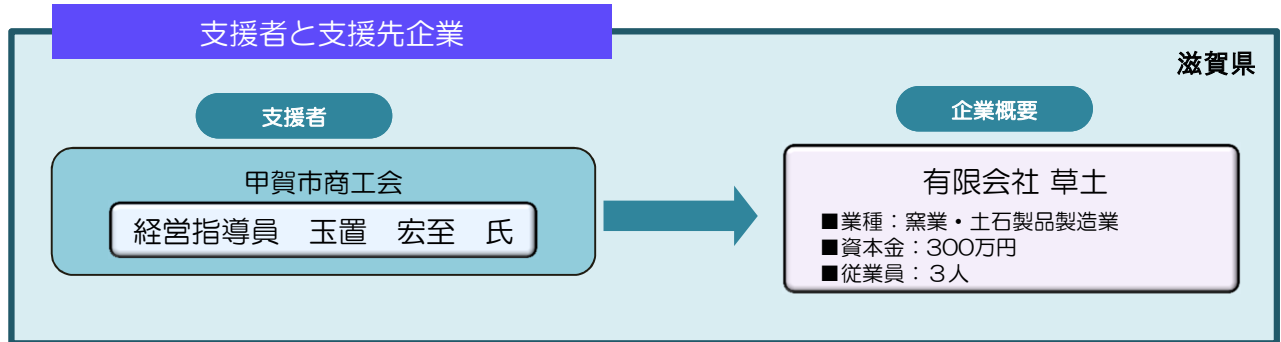 支援者と支援先企業
滋賀県
支援者
甲賀市商工会
経営指導員　玉置　宏至　氏
企業概要
有限会社 草土
■業種：窯業・土石製品製造業
■資本金：300万円
■従業員：３人